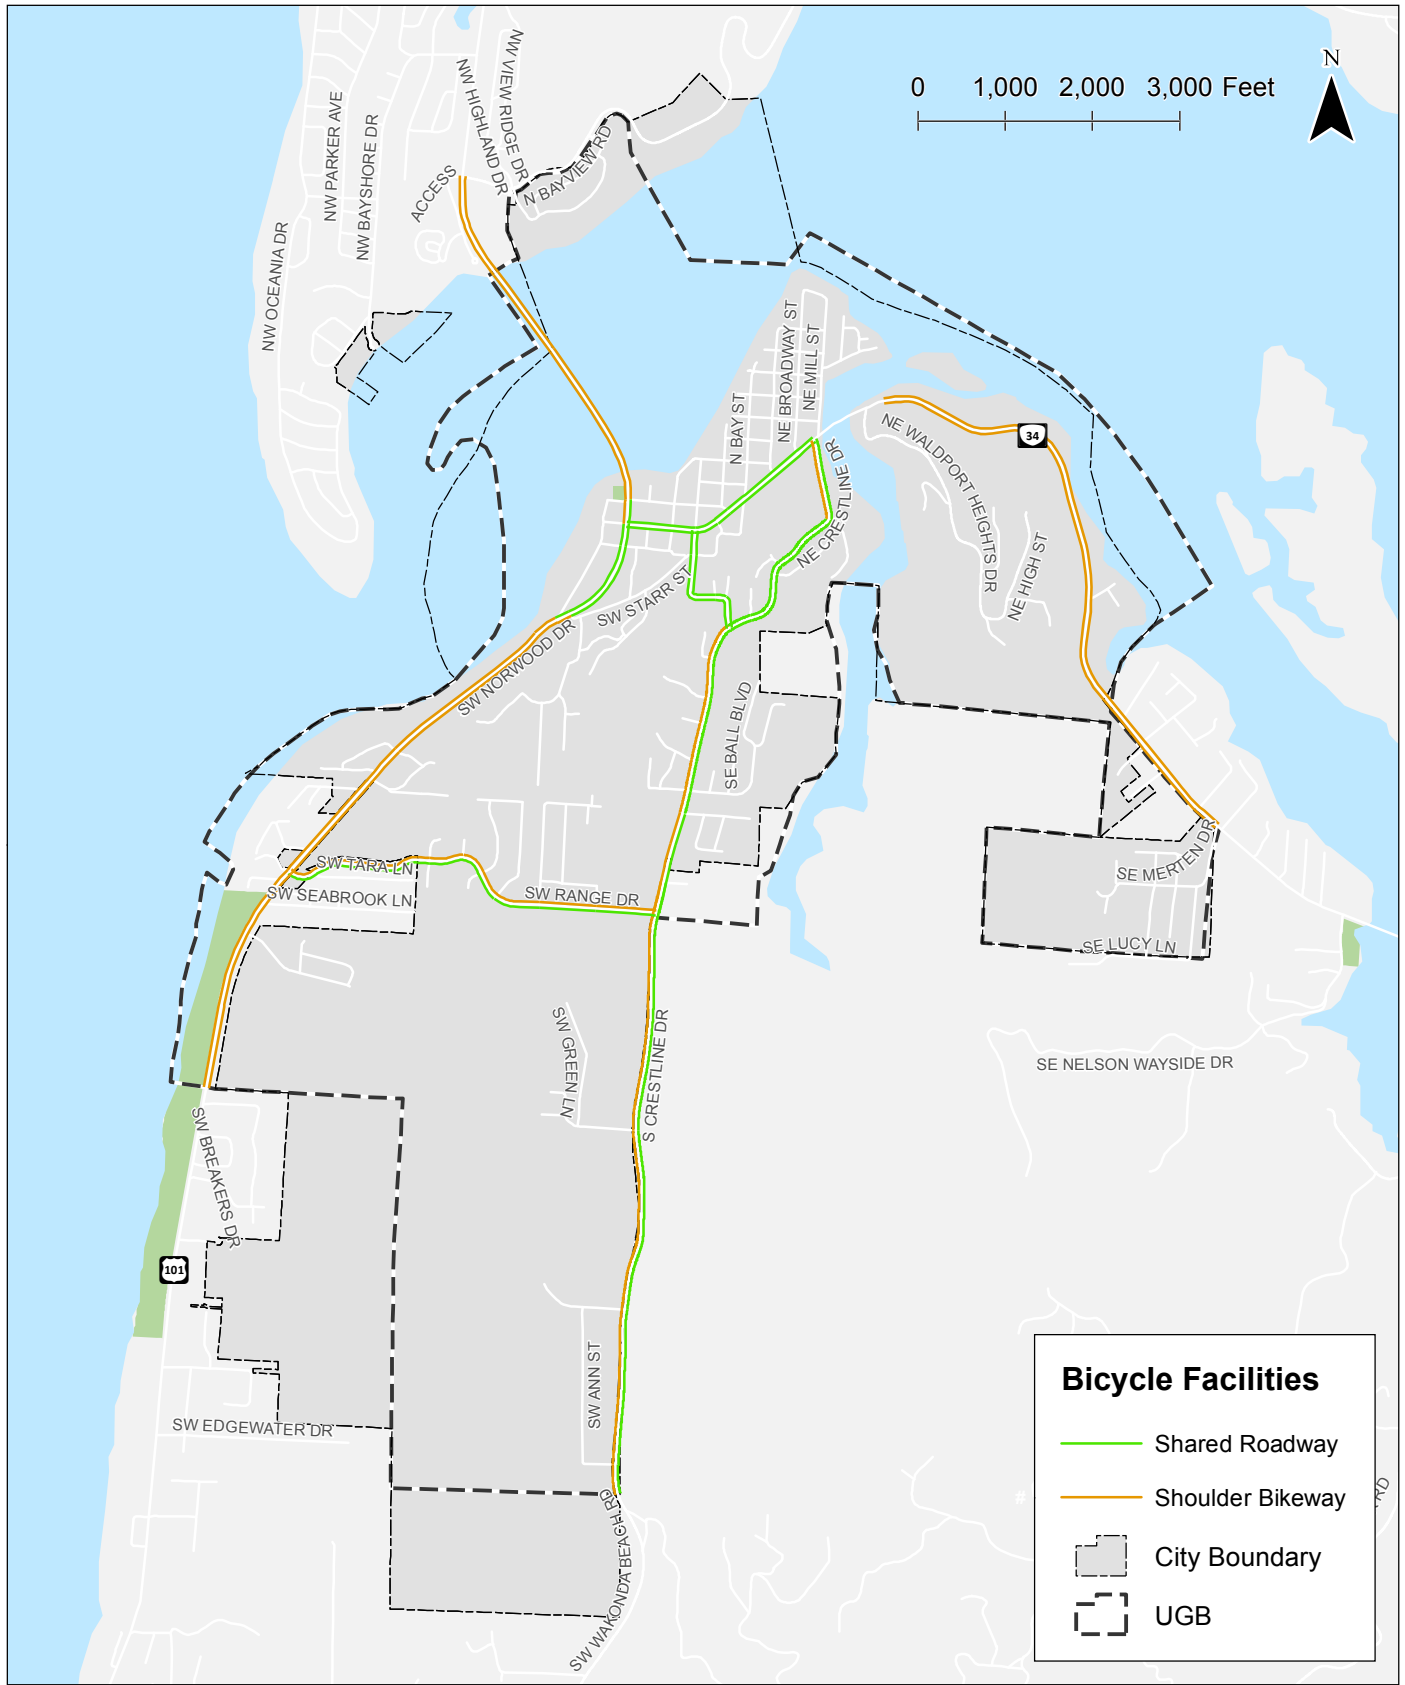 N
0 1,000 2,000 3,000 Feet
NW VIEW RIDGE DR
NW HIGHLAND DR
NW PARKER AVE
NW BAYSHORE DR
N BAYVIEW RD
ACCESS
NW OCEANIA DR
NE BROADWAY ST
NE MILL ST
N BAY ST
NE CRESTLINE DR
NE WALDPORT HEIGHTS DR
34
NE HIGH ST
NE CRESTLINE DR
SW STARR ST
SW NORWOOD DR
SE BALL BLVD
SW TARA LN
SW SEABROOK LN
SW RANGE DR
SE MERTEN DR
SE LUCY LN
SW GREEN LN
S CRESTLINE DR
SE NELSON WAYSIDE DR
SW BREAKERS DR
101
SW ANN ST
SW EDGEWATER DR
SW WAKONDA BEACH RD
#
RD
Bicycle Facilities
Shared Roadway
Shoulder Bikeway
City Boundary
UGB